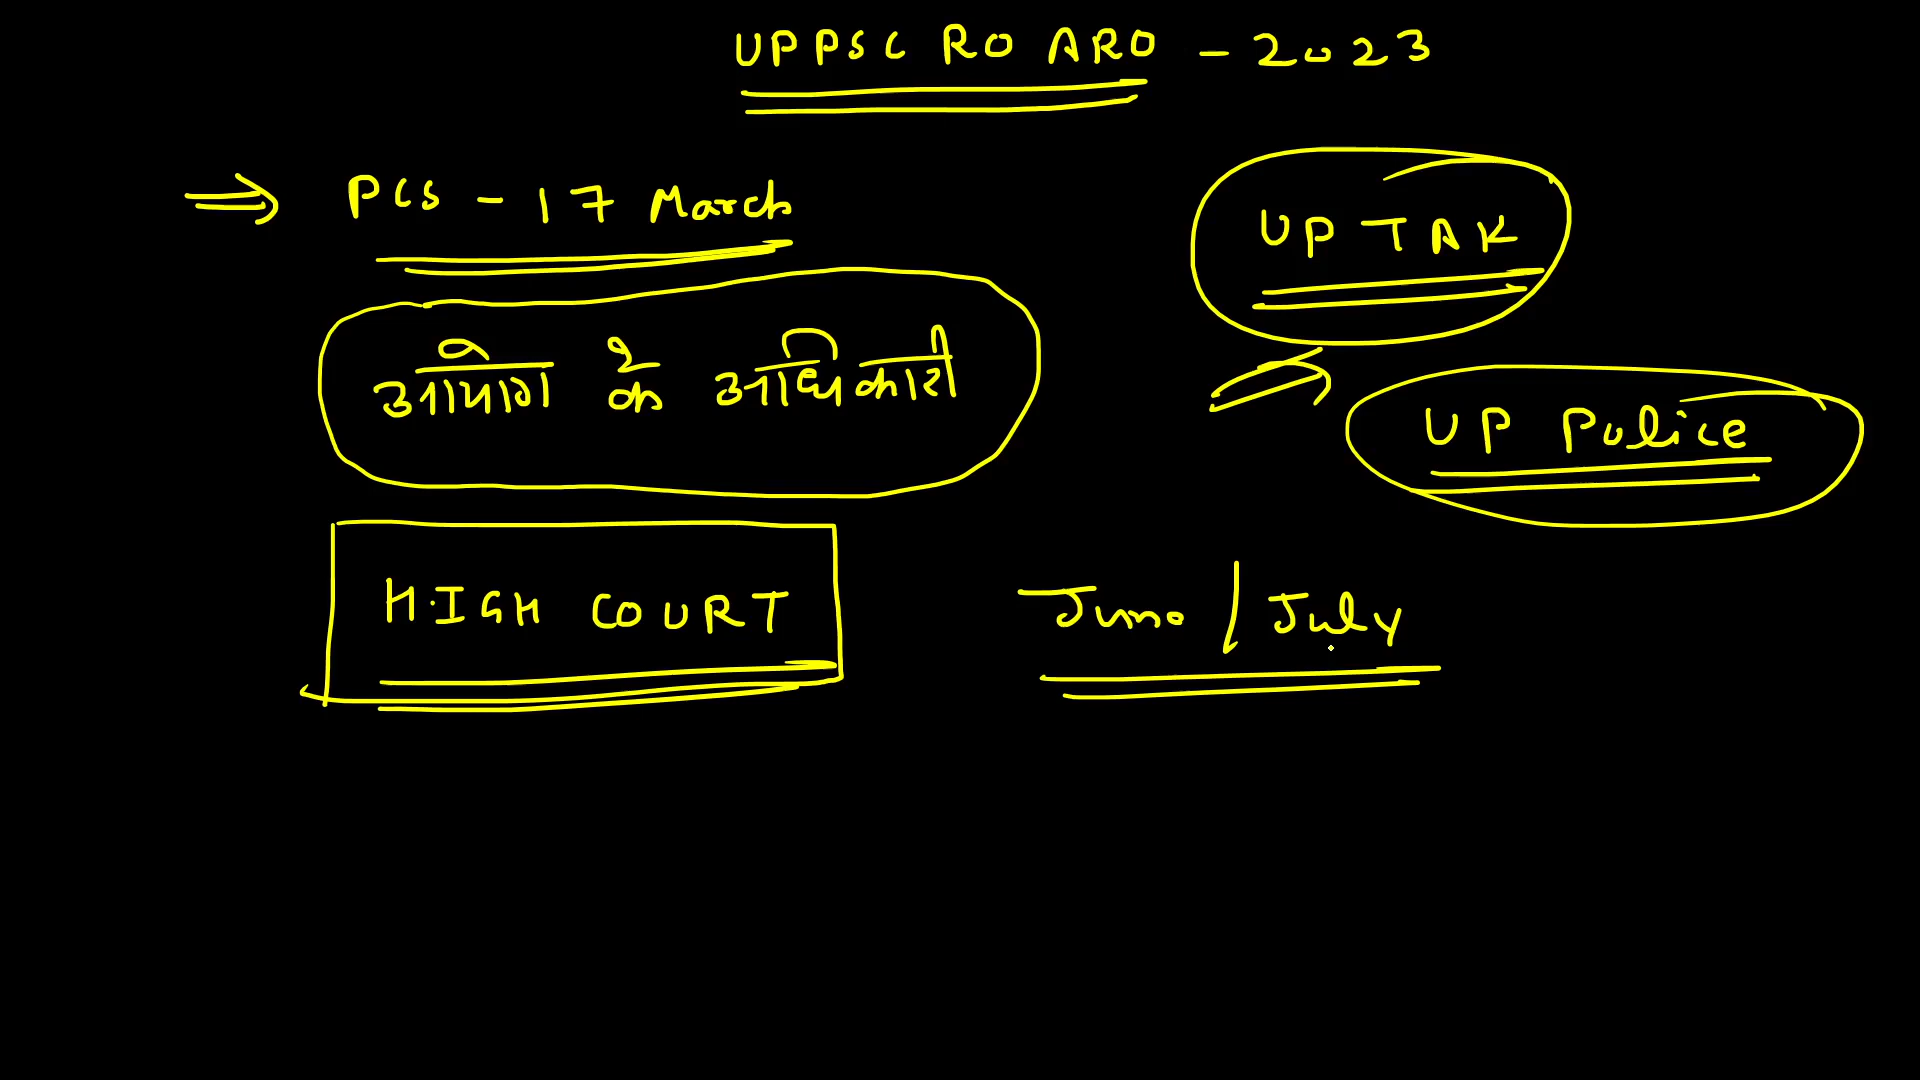 UPPSC RO ARO - 2023
⇒ PCS - 17 March
UP TAK
आयोग के अधिकारी
UP Police
HIGH COURT
June / July